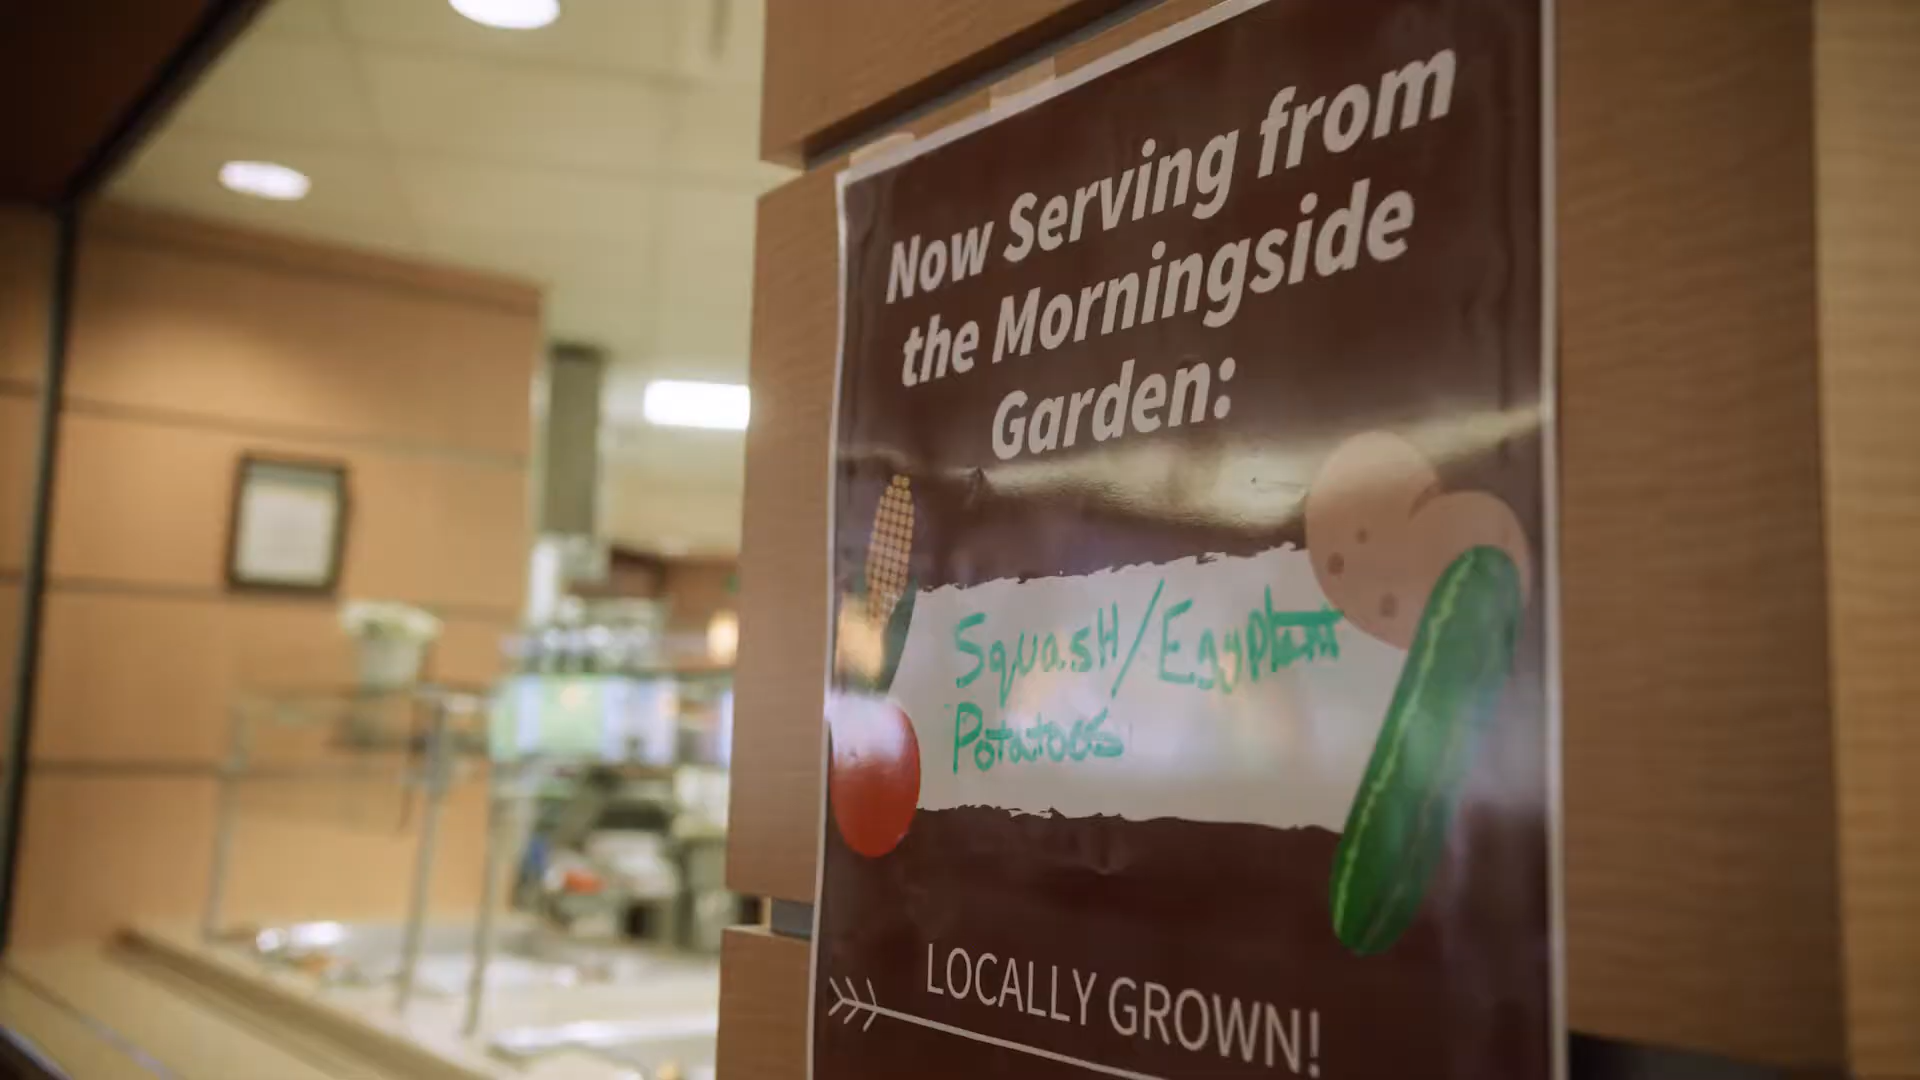 Now Serving from
the Morningside
Garden:
Squash/Eggplant
Potatoes
LOCALLY GROWN!